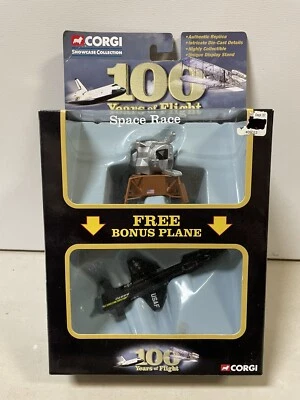 CORGI
SHOWCASE COLLECTION
• Authentic Replica
• Intricate Die Cast Details
• Highly Collectible
• Unique Display Stand
100
Years of Flight
Space Race
FREE
BONUS PLANE
USAF
100
Years of Flight
CORGI